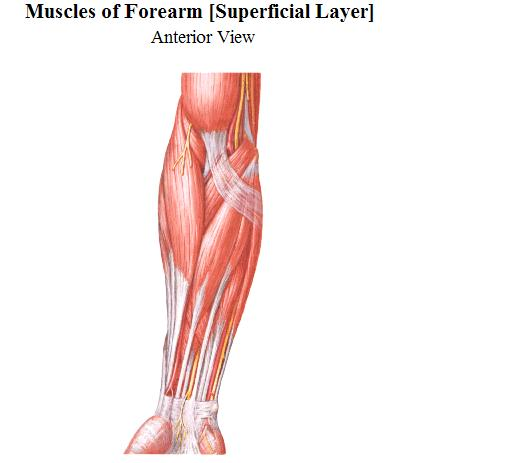 Muscles of Forearm [Superficial Layer]
Anterior View